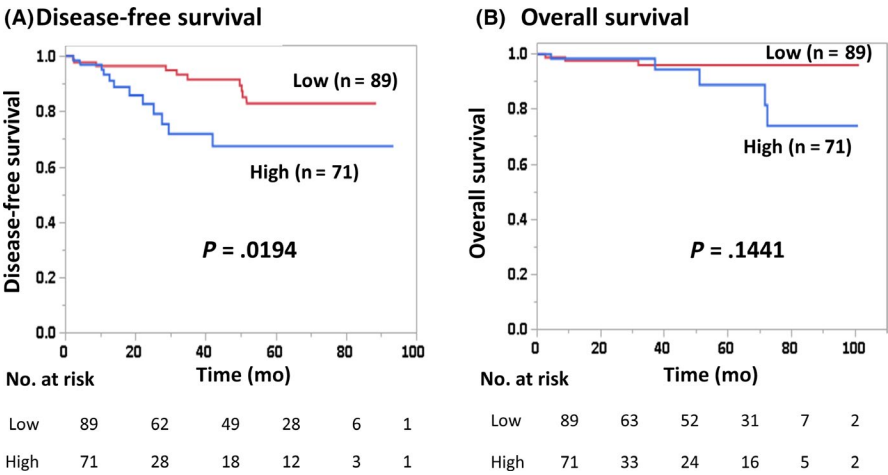 (A)Disease-free survival
Disease-free survival
1.0
0.8
0.6
0.4
0.2
0.0
Low (n = 89)
High (n = 71)
P = .0194
0 20 40 60 80 100
Time (mo)
No. at risk
Low 89 62 49 28 6 1
High 71 28 18 12 3 1
(B) Overall survival
Overall survival
1.0
0.8
0.6
0.4
0.2
0.0
Low (n = 89)
High (n = 71)
P = .1441
0 20 40 60 80 100
Time (mo)
No. at risk
Low 89 63 52 31 7 2
High 71 33 24 16 5 2